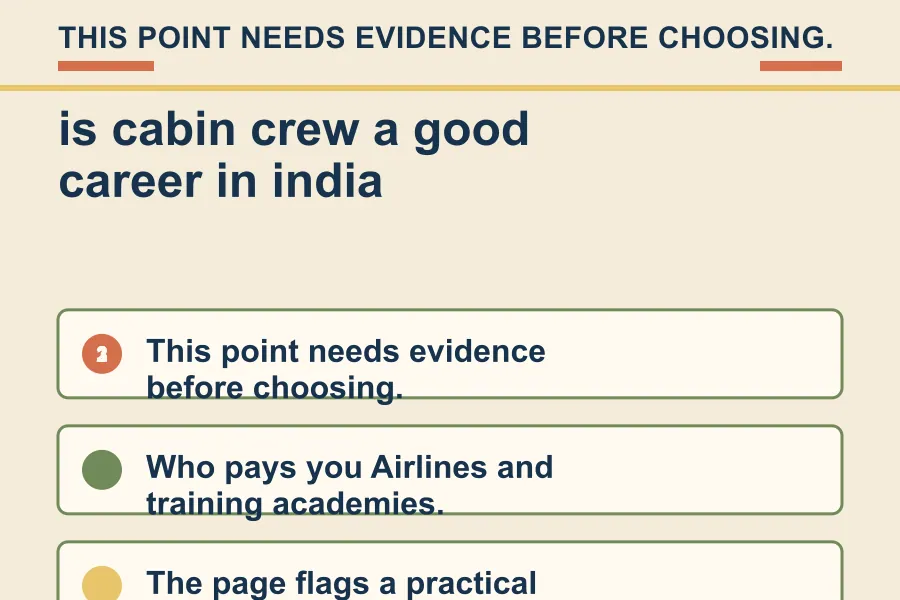 THIS POINT NEEDS EVIDENCE BEFORE CHOOSING.
is cabin crew a good
career in india
This point needs evidence
before choosing.
Who pays you Airlines and
training academies.
The page flags a practical